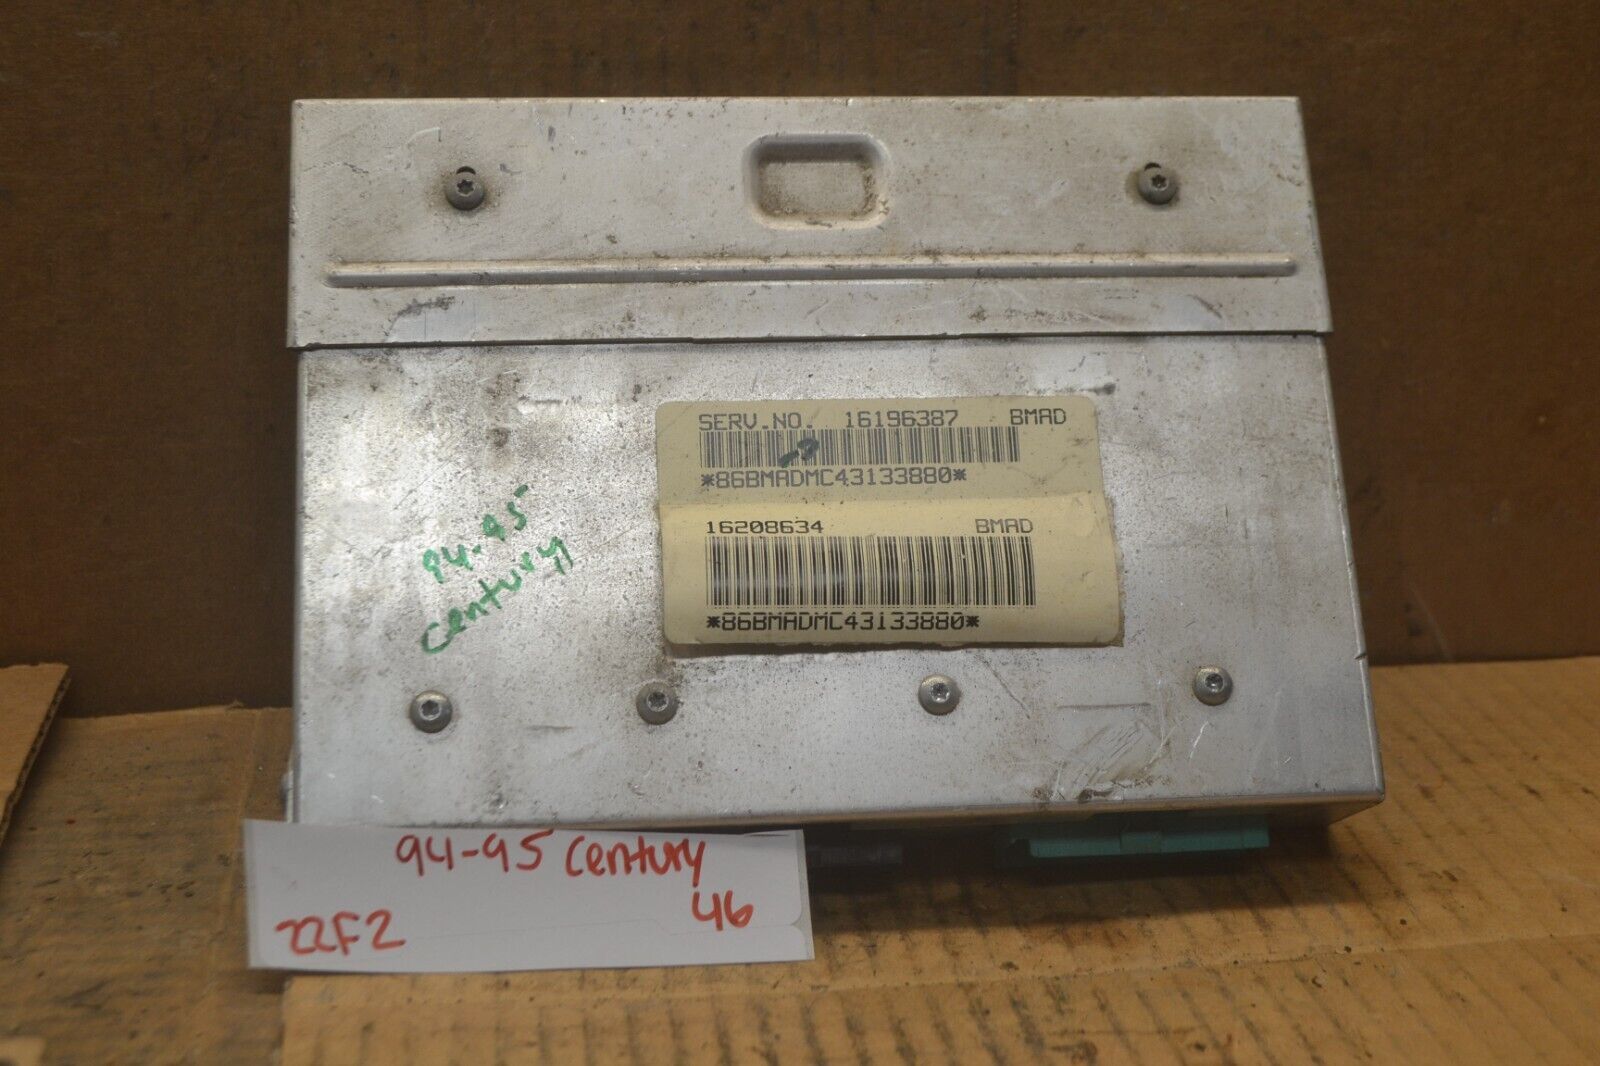 SERV.NO. 16196387 BMAD
*86BMADMC43133880*
16208634 BMAD
*86BMADMC43133880*
94-95
century
94-95 Century
46
22F2